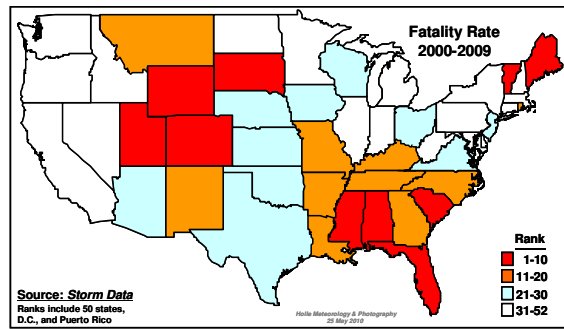 Fatality Rate
2000-2009
Rank
1-10
11-20
21-30
31-52
Source: Storm Data
Ranks include 50 states,
D.C., and Puerto Rico
Holle Meteorology & Photography
25 May 2010